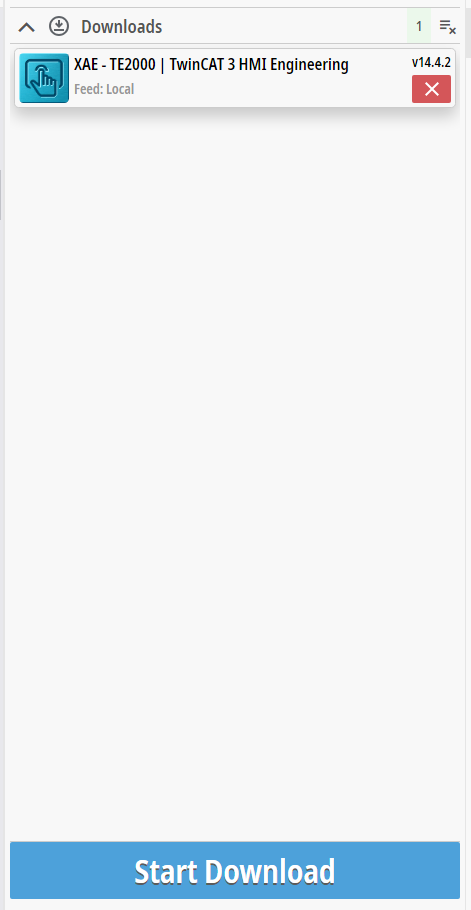 Downloads 1
XAE - TE2000 | TwinCAT 3 HMI Engineering v14.4.2
Feed: Local
Start Download